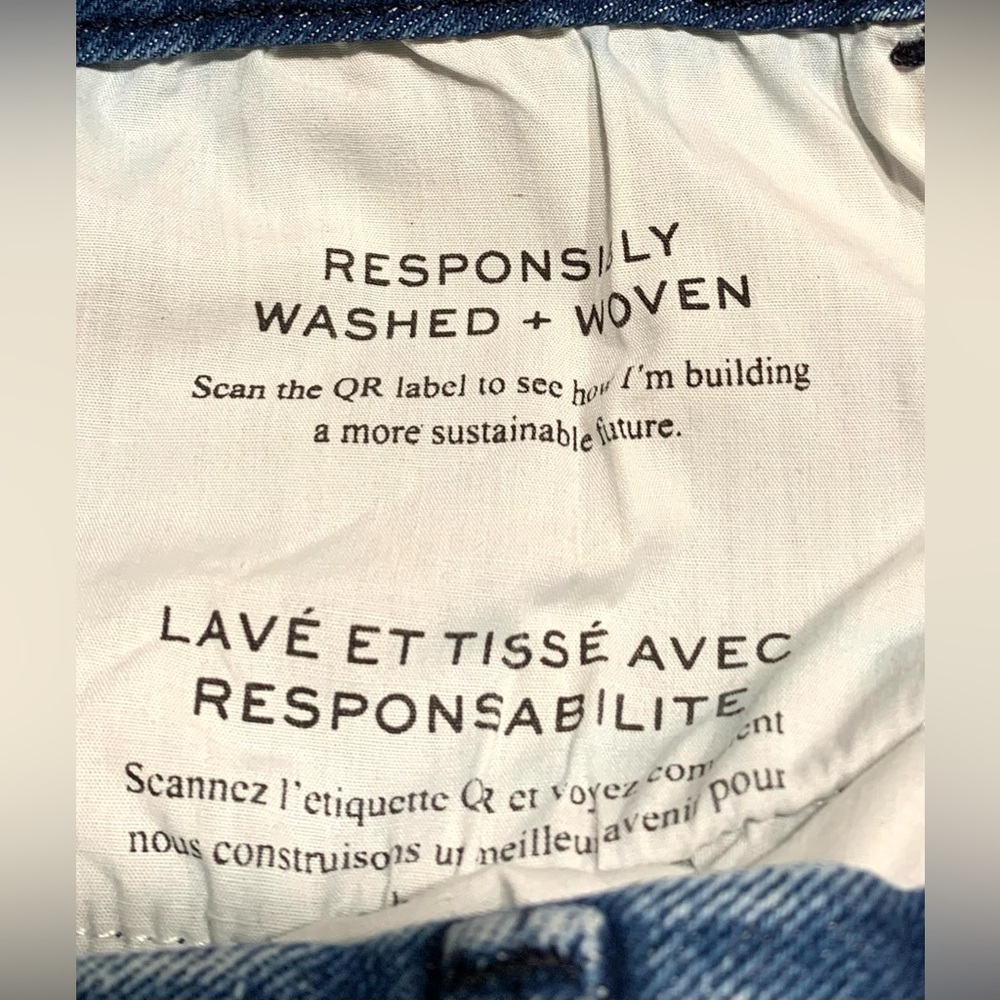 RESPONSIBLY
WASHED + WOVEN
Scan the QR label to see how I'm building
a more sustainable future.
LAVÉ ET TISSÉ AVEC
RESPONSABILITE
Scannez l'etiquette QR et voyez comment
nous construisons un meilleur avenir pour